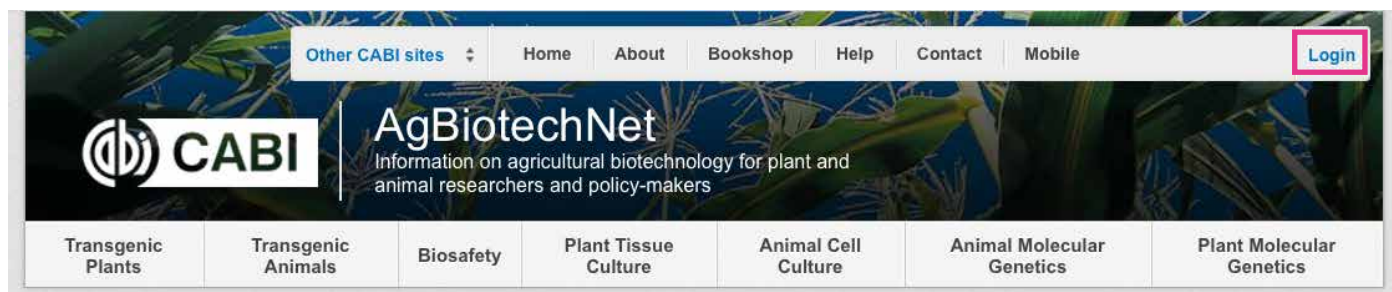 Other CABI sites Home About Bookshop Help Contact Mobile Login
CABI
AgBiotechNet
Information on agricultural biotechnology for plant and
animal researchers and policy-makers
Transgenic Plants
Transgenic Animals
Biosafety
Plant Tissue Culture
Animal Cell Culture
Animal Molecular Genetics
Plant Molecular Genetics